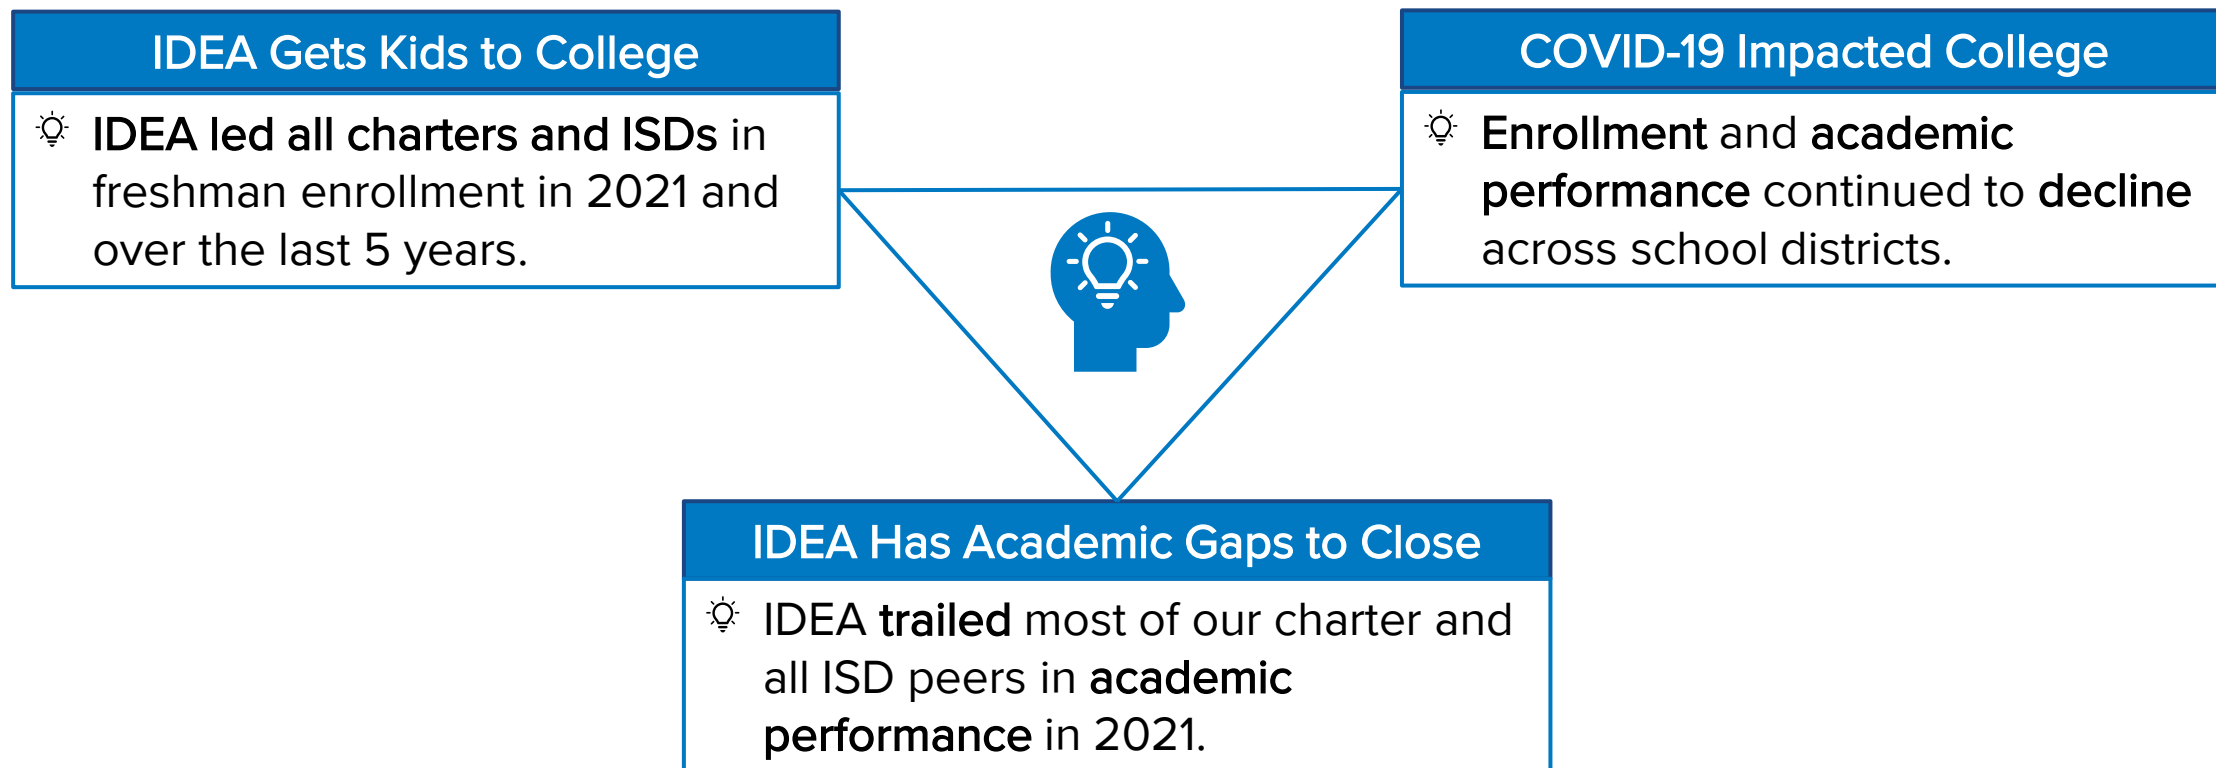 IDEA Gets Kids to College
IDEA led all charters and ISDs in
freshman enrollment in 2021 and
over the last 5 years.
COVID-19 Impacted College
Enrollment and academic
performance continued to decline
across school districts.
IDEA Has Academic Gaps to Close
IDEA trailed most of our charter and
all ISD peers in academic
performance in 2021.